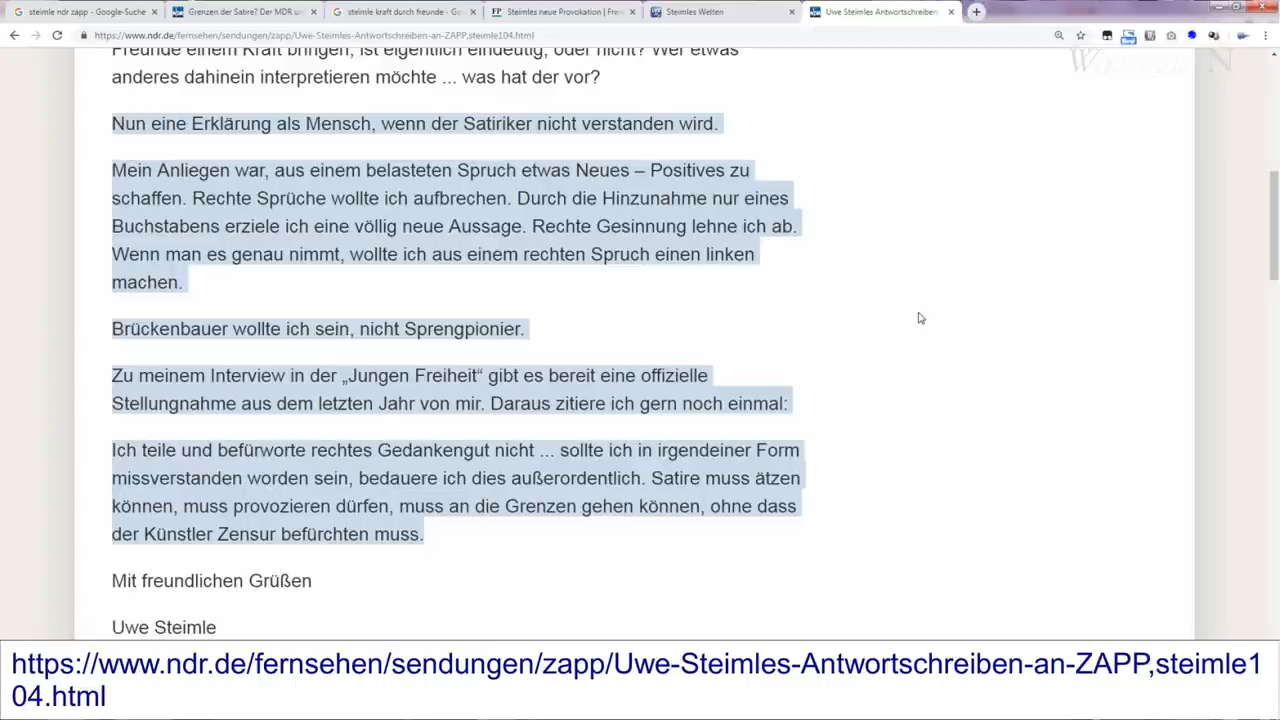 steimle ndr zapp - Google-Suche
Grenzen der Satire? Der MDR un
steimle kraft durch freunde - Go
FP Steimles neue Provokation | Frei
Steimles Welten
Uwe Steimles Antwortschreiben
https://www.ndr.de/fernsehen/sendungen/zapp/Uwe-Steimles-Antwortschreiben-an-ZAPP,steimle104.html
Freunde einem Kraft bringen, ist eigentlich eindeutig, oder nicht? Wer etwas
anderes dahinein interpretieren möchte ... was hat der vor?
Nun eine Erklärung als Mensch, wenn der Satiriker nicht verstanden wird.
Mein Anliegen war, aus einem belasteten Spruch etwas Neues – Positives zu
schaffen. Rechte Sprüche wollte ich aufbrechen. Durch die Hinzunahme nur eines
Buchstabens erziele ich eine völlig neue Aussage. Rechte Gesinnung lehne ich ab.
Wenn man es genau nimmt, wollte ich aus einem rechten Spruch einen linken
machen.
Brückenbauer wollte ich sein, nicht Sprengpionier.
Zu meinem Interview in der „Jungen Freiheit“ gibt es bereit eine offizielle
Stellungnahme aus dem letzten Jahr von mir. Daraus zitiere ich gern noch einmal:
Ich teile und befürworte rechtes Gedankengut nicht ... sollte ich in irgendeiner Form
missverstanden worden sein, bedauere ich dies außerordentlich. Satire muss ätzen
können, muss provozieren dürfen, muss an die Grenzen gehen können, ohne dass
der Künstler Zensur befürchten muss.
Mit freundlichen Grüßen
Uwe Steimle
https://www.ndr.de/fernsehen/sendungen/zapp/Uwe-Steimles-Antwortschreiben-an-ZAPP,steimle1
04.html